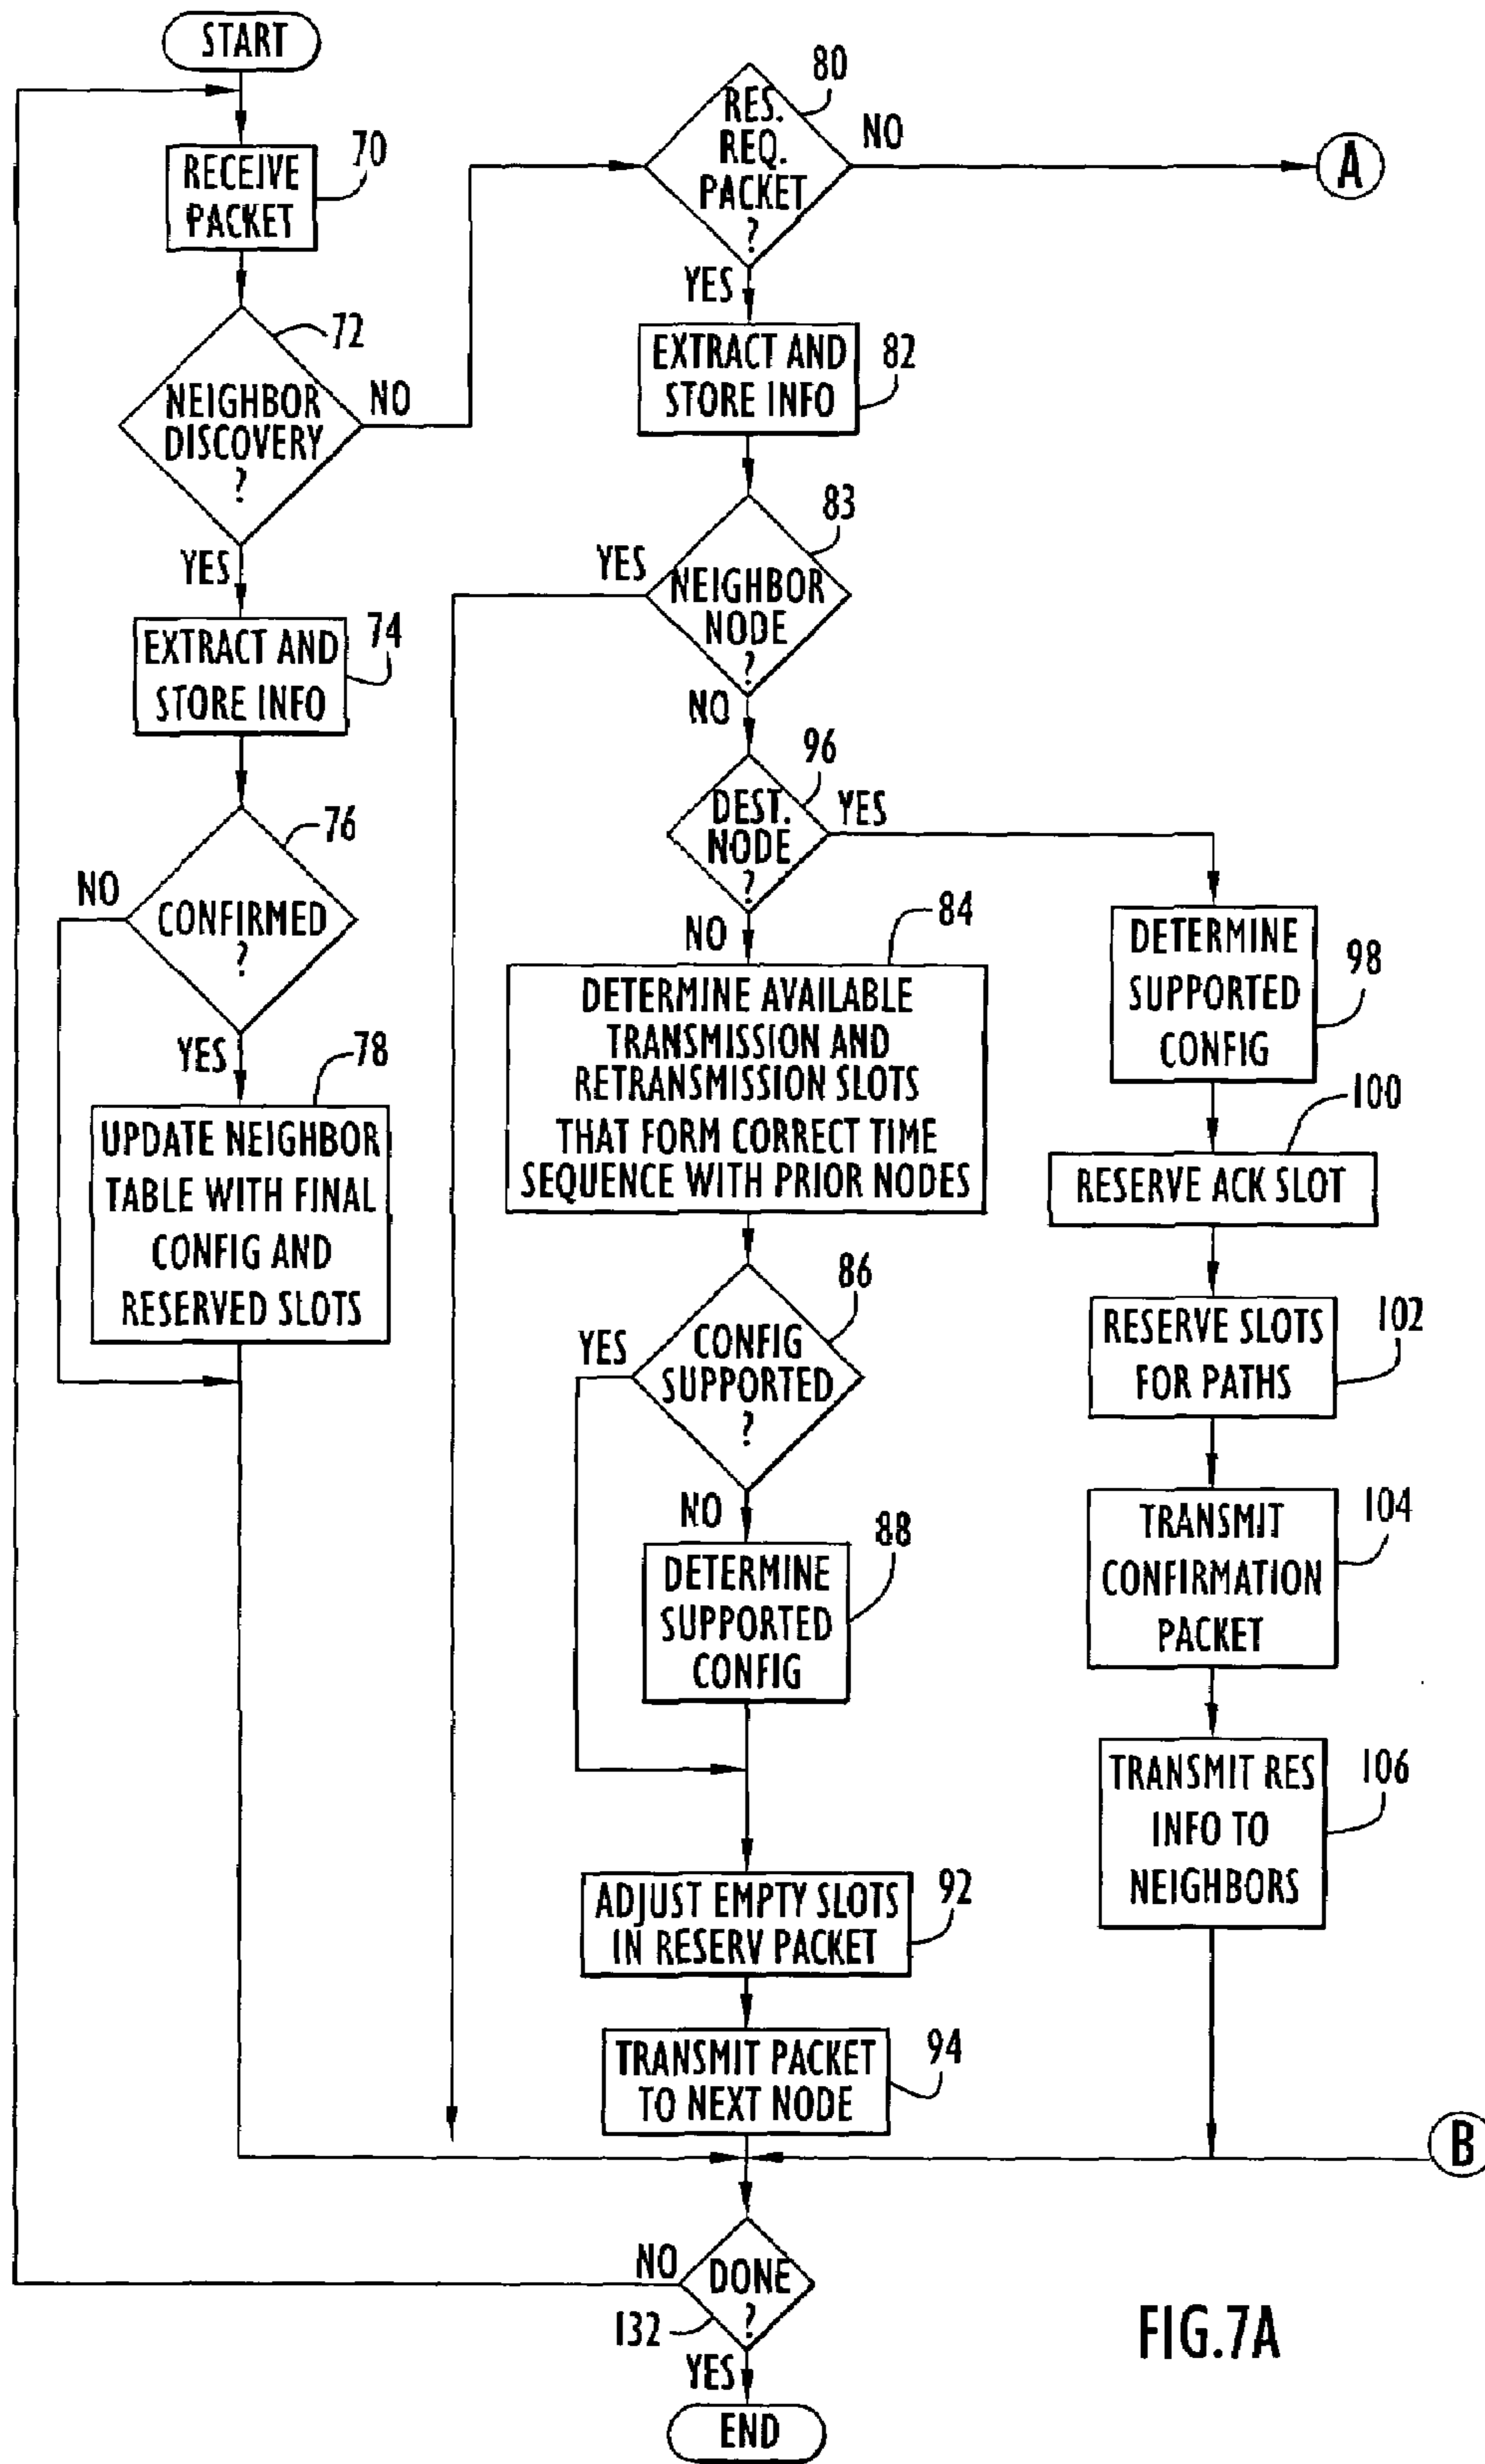 START
RECEIVE
PACKET
70
NEIGHBOR
DISCOVERY
?
72
NO
YES
EXTRACT AND
STORE INFO
74
CONFIRMED
?
76
NO
YES
UPDATE NEIGHBOR
TABLE WITH FINAL
CONFIG AND
RESERVED SLOTS
78
RES.
REQ.
PACKET
?
80
NO
A
YES
EXTRACT AND
STORE INFO
82
NEIGHBOR
NODE
?
83
YES
NO
DEST.
NODE
?
96
YES
NO
DETERMINE AVAILABLE
TRANSMISSION AND
RETRANSMISSION SLOTS
THAT FORM CORRECT TIME
SEQUENCE WITH PRIOR NODES
84
CONFIG
SUPPORTED
?
86
YES
NO
DETERMINE
SUPPORTED
CONFIG
88
ADJUST EMPTY SLOTS
IN RESERV PACKET
92
TRANSMIT PACKET
TO NEXT NODE
94
DETERMINE
SUPPORTED
CONFIG
98
RESERVE ACK SLOT
100
RESERVE SLOTS
FOR PATHS
102
TRANSMIT
CONFIRMATION
PACKET
104
TRANSMIT RES
INFO TO
NEIGHBORS
106
B
DONE
?
132
NO
YES
END
FIG.7A